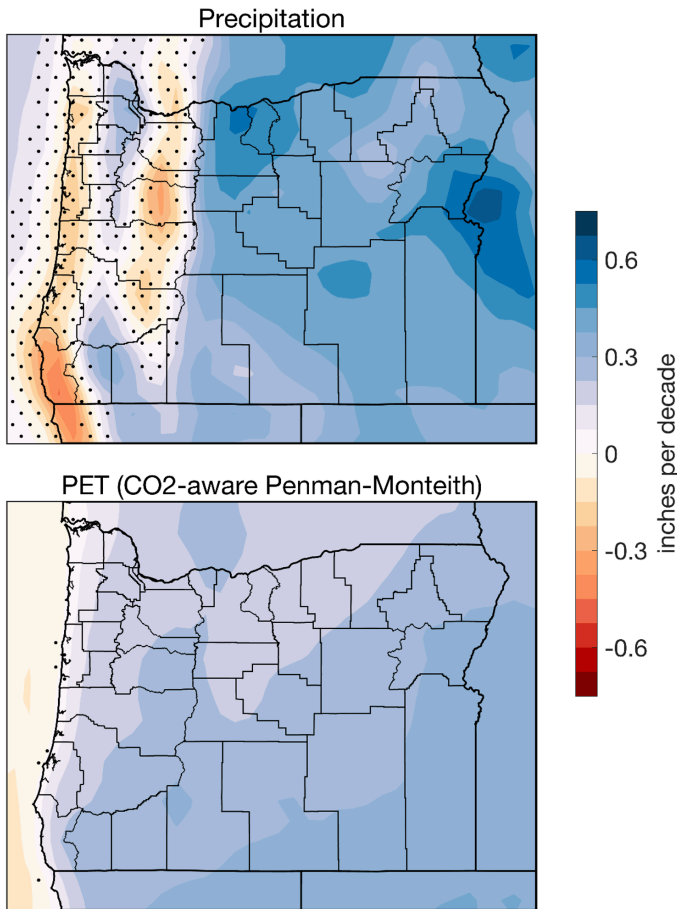 Precipitation
0.6
0.3
0
-0.3
-0.6
inches per decade
PET (CO2-aware Penman-Monteith)